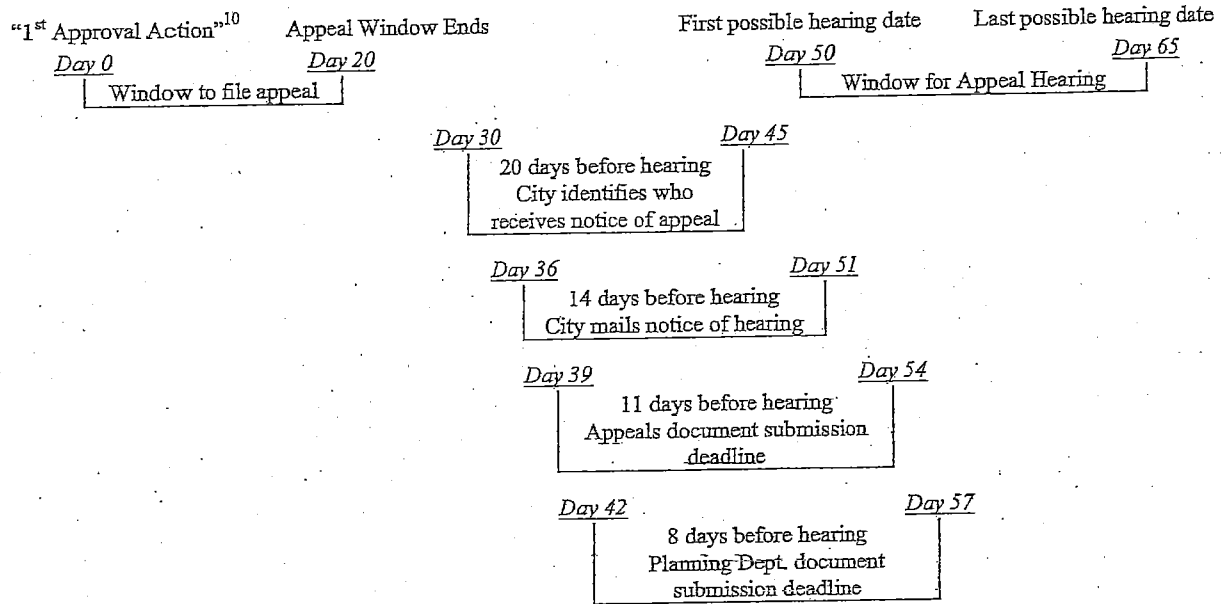 “1st Approval Action”10 Appeal Window Ends First possible hearing date Last possible hearing date
Day 0 Day 20 Day 50 Day 65
Window to file appeal Window for Appeal Hearing
Day 30 Day 45
20 days before hearing
City identifies who
receives notice of appeal
Day 36 Day 51
14 days before hearing
City mails notice of hearing
Day 39 Day 54
11 days before hearing
Appeals document submission
deadline
Day 42 Day 57
8 days before hearing
Planning Dept. document
submission deadline